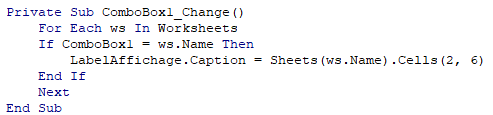 Private Sub ComboBox1_Change()
    For Each ws In Worksheets
    If ComboBox1 = ws.Name Then
        LabelAffichage.Caption = Sheets(ws.Name).Cells(2, 6)
    End If
    Next
End Sub